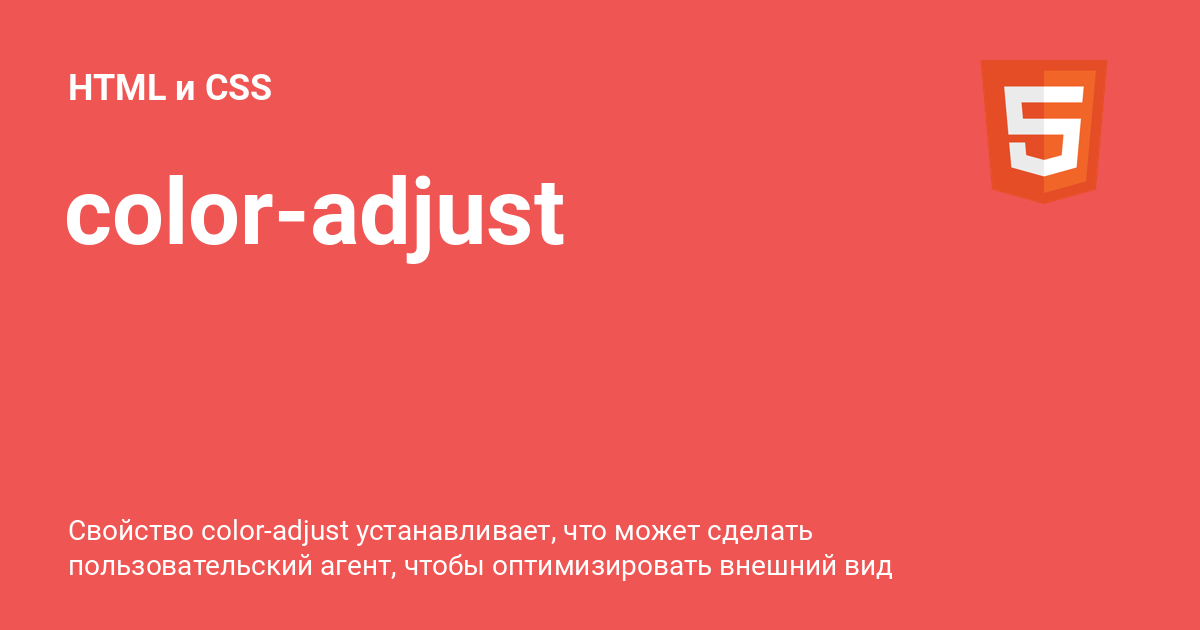 HTML и CSS
color-adjust
Свойство color-adjust устанавливает, что может сделать
пользовательский агент, чтобы оптимизировать внешний вид